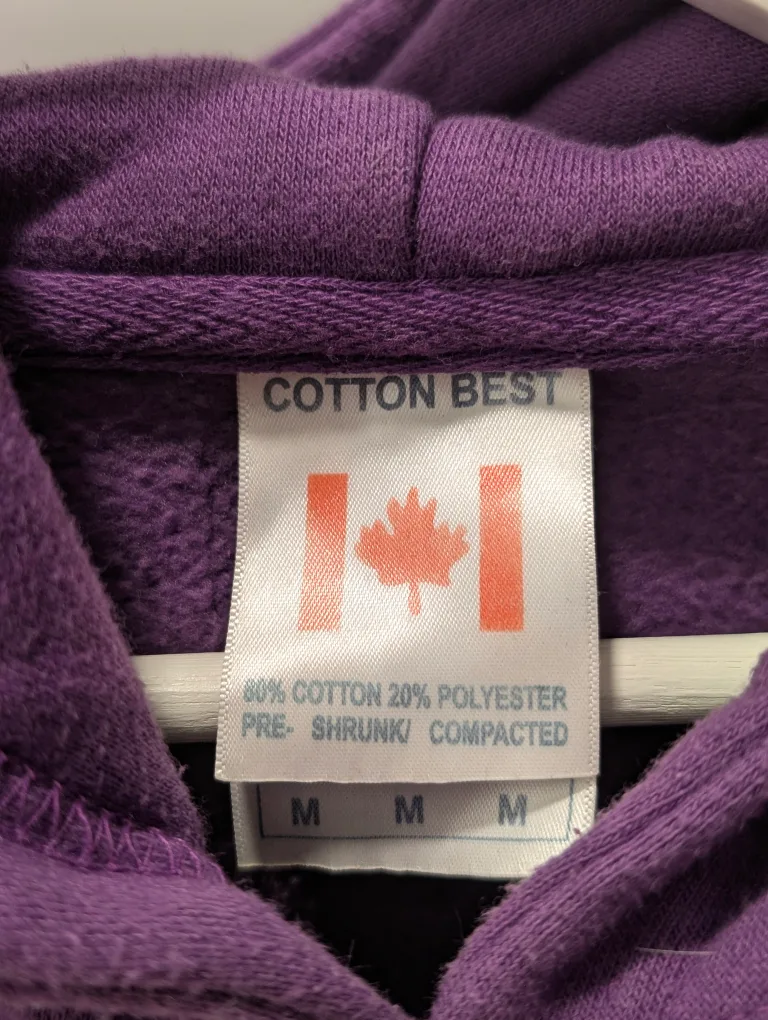 COTTON BEST
80% COTTON 20% POLYESTER
PRE- SHRUNK/ COMPACTED
M M M